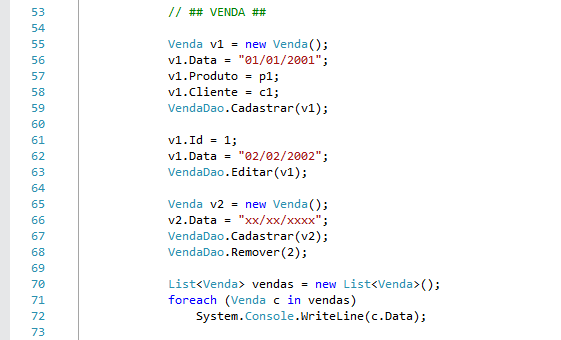 53 // ## VENDA ##
54
55 Venda v1 = new Venda();
56 v1.Data = "01/01/2001";
57 v1.Produto = p1;
58 v1.Cliente = c1;
59 VendaDao.Cadastrar(v1);
60
61 v1.Id = 1;
62 v1.Data = "02/02/2002";
63 VendaDao.Editar(v1);
64
65 Venda v2 = new Venda();
66 v2.Data = "xx/xx/xxxx";
67 VendaDao.Cadastrar(v2);
68 VendaDao.Remover(2);
69
70 List<Venda> vendas = new List<Venda>();
71 foreach (Venda c in vendas)
72 System.Console.WriteLine(c.Data);
73